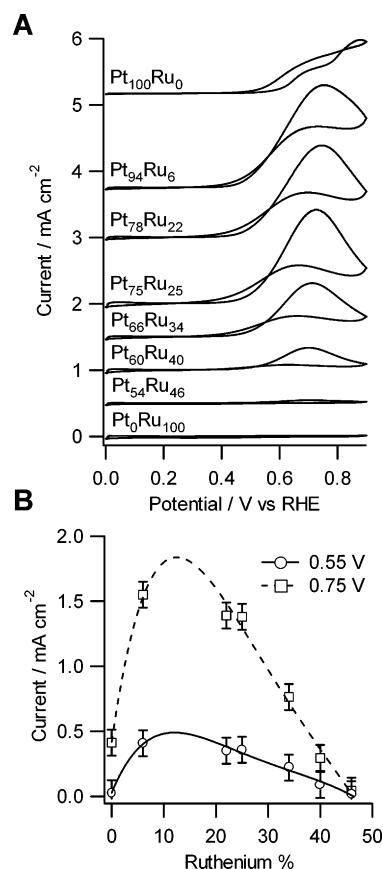 A
6
5
4
3
2
1
0
Current / mA cm⁻²
Pt₁₀₀Ru₀
Pt₉₄Ru₆
Pt₇₈Ru₂₂
Pt₇₅Ru₂₅
Pt₆₆Ru₃₄
Pt₆₀Ru₄₀
Pt₅₄Ru₄₆
Pt₀Ru₁₀₀
0.0 0.2 0.4 0.6 0.8
Potential / V vs RHE
B
2.0
1.5
1.0
0.5
0.0
Current / mA cm⁻²
0.55 V
0.75 V
0 10 20 30 40 50
Ruthenium %